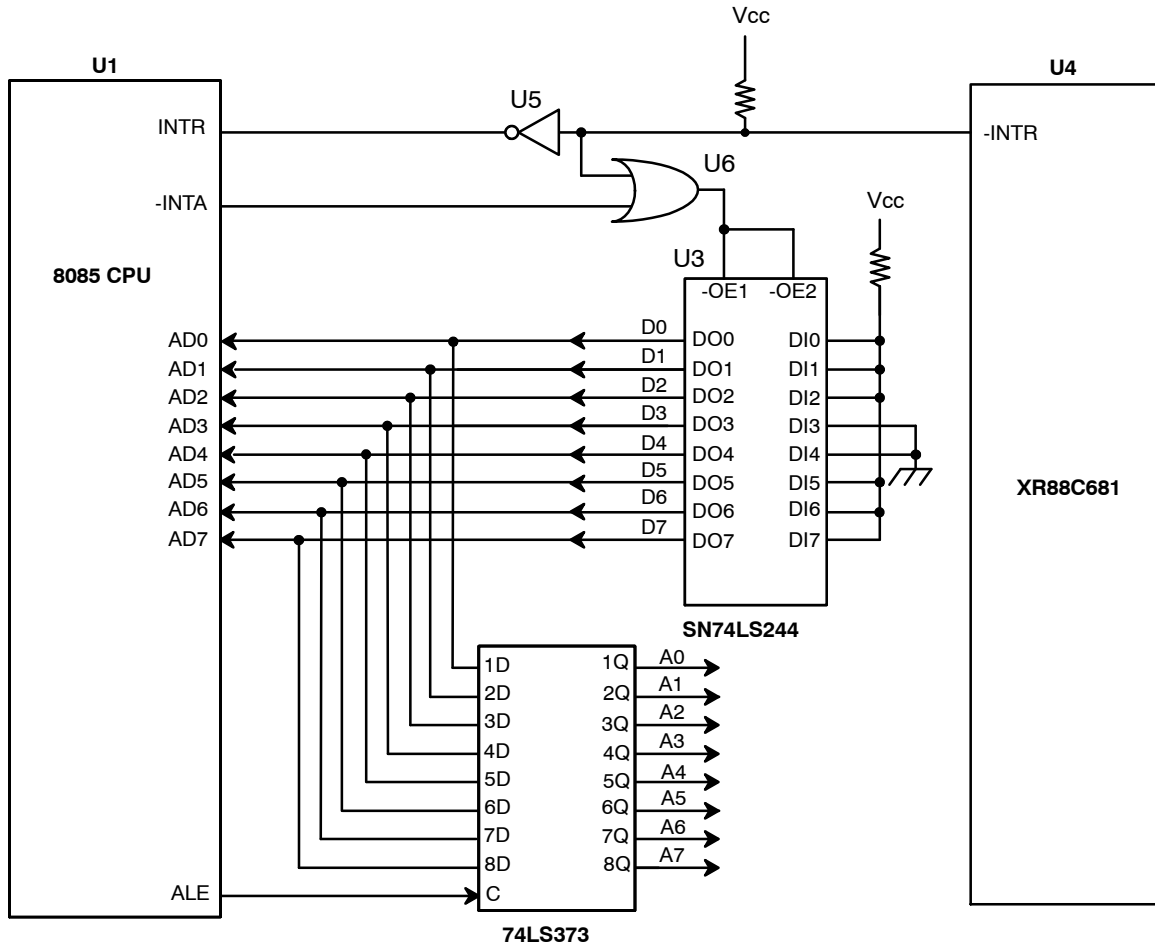 Vcc
U1
U4
U5
INTR
-INTR
U6
-INTA
Vcc
8085 CPU
U3
-OE1 -OE2
AD0 D0 DO0 DI0
AD1 D1 DO1 DI1
AD2 D2 DO2 DI2
AD3 D3 DO3 DI3
AD4 D4 DO4 DI4
AD5 D5 DO5 DI5
AD6 D6 DO6 DI6
AD7 D7 DO7 DI7
XR88C681
SN74LS244
1D 1Q A0
2D 2Q A1
3D 3Q A2
4D 4Q A3
5D 5Q A4
6D 6Q A5
7D 7Q A6
8D 8Q A7
ALE C
74LS373